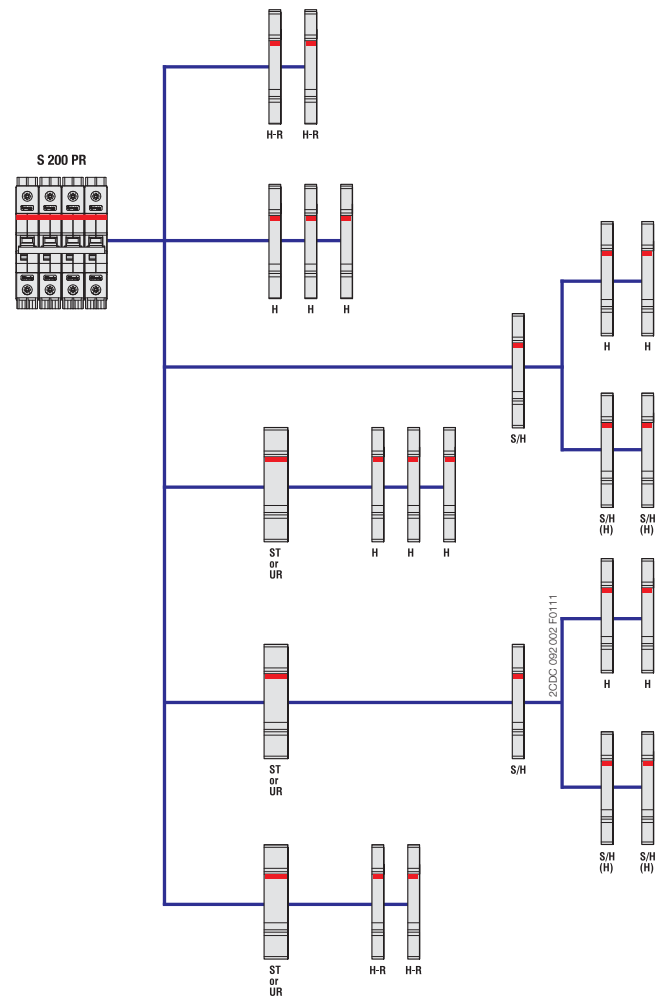 H-R H-R
S 200 PR
H H H
H H
S/H
S/H
(H)
S/H
(H)
ST
or
UR
H H H
2CDC 092 002 F0111
H H
ST
or
UR
S/H
S/H
(H)
S/H
(H)
ST
or
UR
H-R H-R